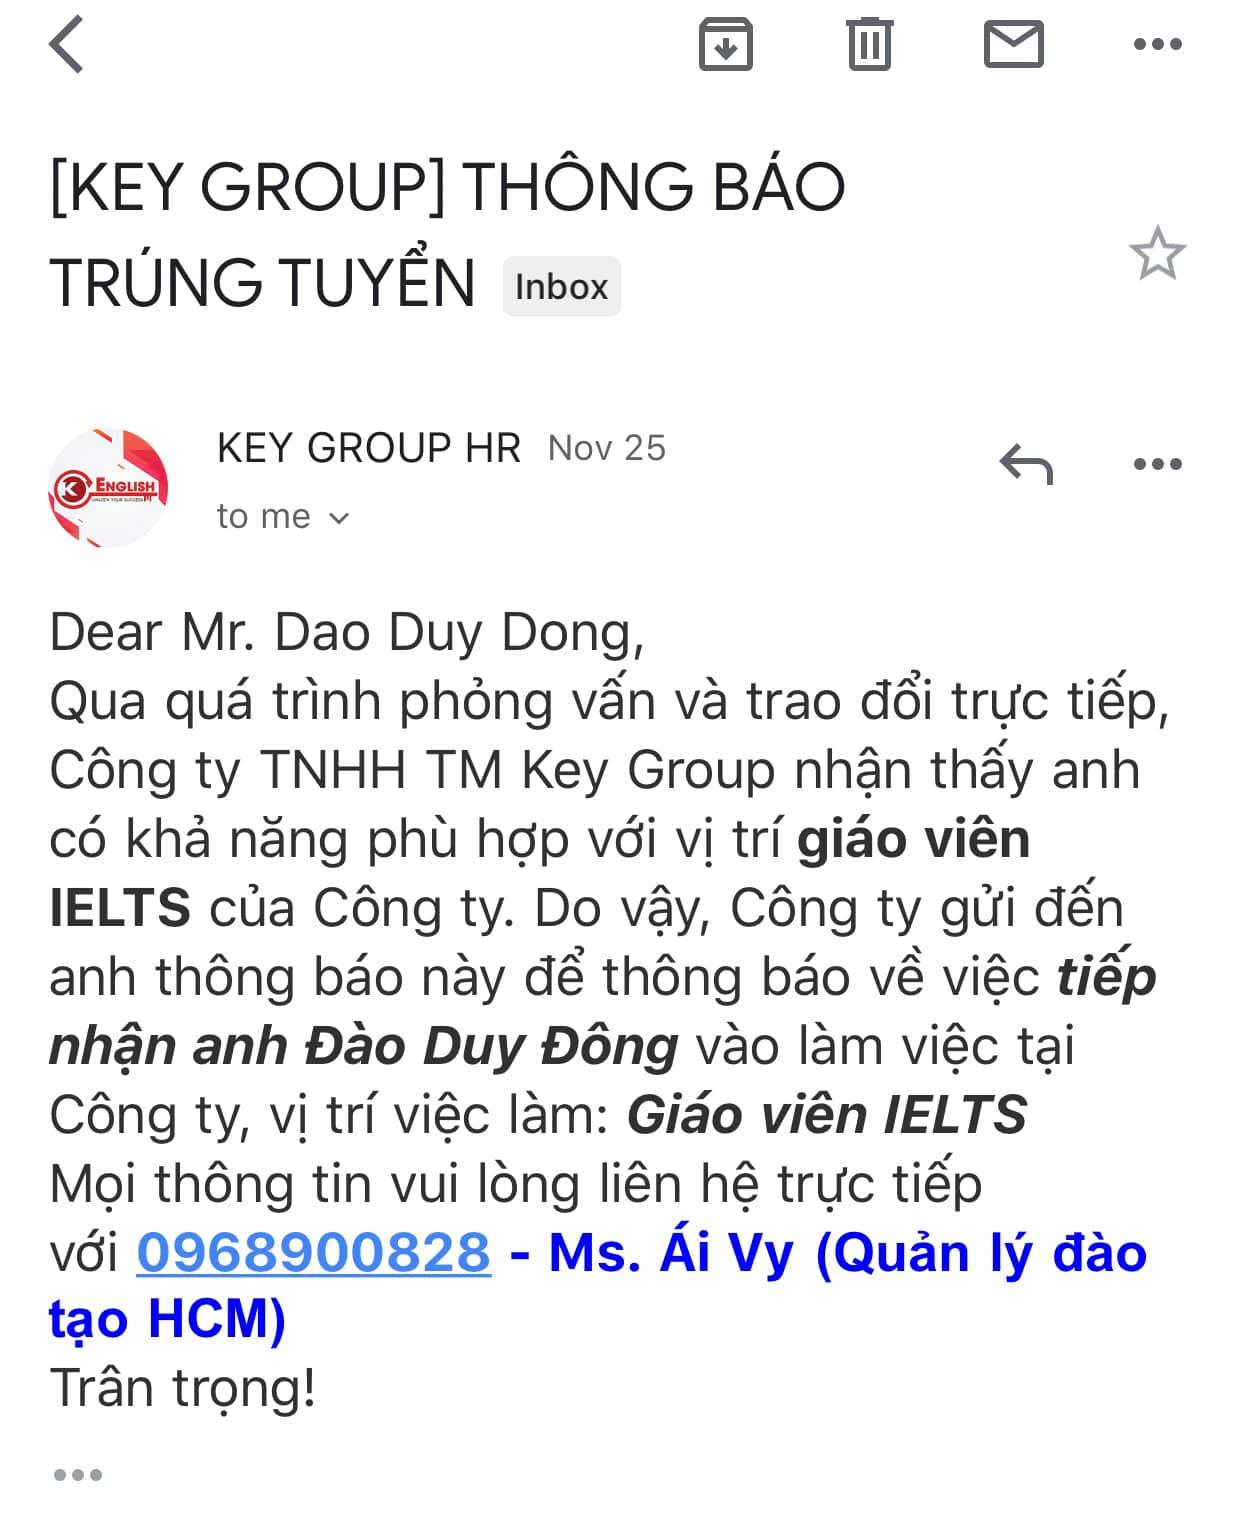 [KEY GROUP] THÔNG BÁO
TRÚNG TUYỂN Inbox
KEY GROUP HR Nov 25
K ENGLISH
UNLOCK YOUR SUCCESS
to me
Dear Mr. Dao Duy Dong,
Qua quá trình phỏng vấn và trao đổi trực tiếp,
Công ty TNHH TM Key Group nhận thấy anh
có khả năng phù hợp với vị trí giáo viên
IELTS của Công ty. Do vậy, Công ty gửi đến
anh thông báo này để thông báo về việc tiếp
nhận anh Đào Duy Đông vào làm việc tại
Công ty, vị trí việc làm: Giáo viên IELTS
Mọi thông tin vui lòng liên hệ trực tiếp
với 0968900828 - Ms. Ái Vy (Quản lý đào
tạo HCM)
Trân trọng!